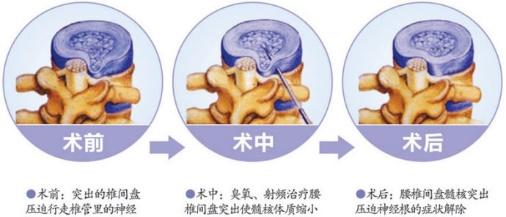 术前
术中
术后
●术前：突出的椎间盘
压迫行走椎管里的神经
●术中：臭氧、射频治疗腰
椎间盘突出使髓核体质缩小
●术后：腰椎间盘髓核突出
压迫神经根的症状解除